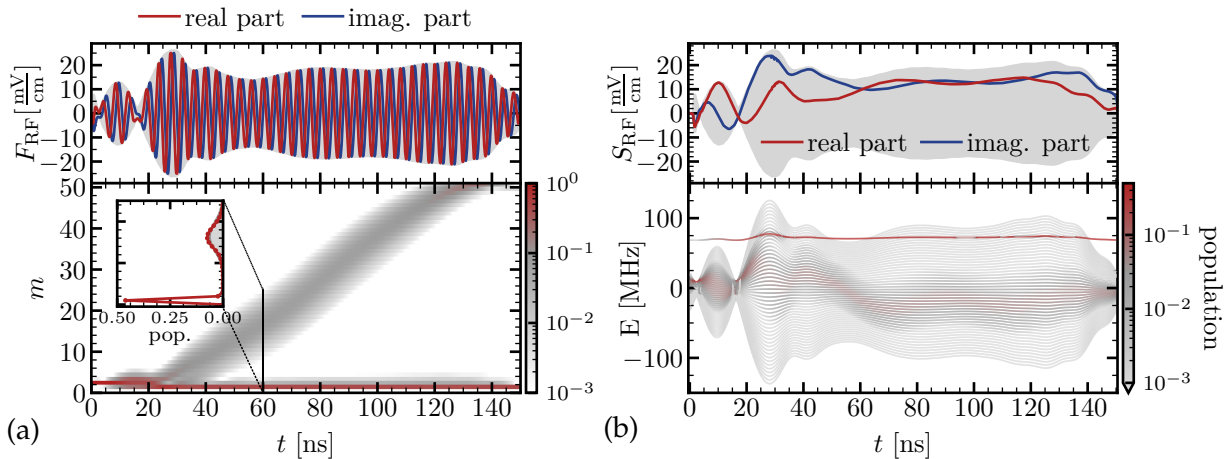 real part imag. part
F_RF [mV/cm]
20
10
0
−10
−20
50
40
30
20
10
0
m
0.50 0.25 0.00
pop.
10^0
10^-1
10^-2
10^-3
0 20 40 60 80 100 120 140
t [ns]
(a)
S_RF [mV/cm]
20
10
0
−10
−20
real part imag. part
E [MHz]
100
50
0
−100
10^-1
10^-2
10^-3
population
0 20 40 60 80 100 120 140
t [ns]
(b)